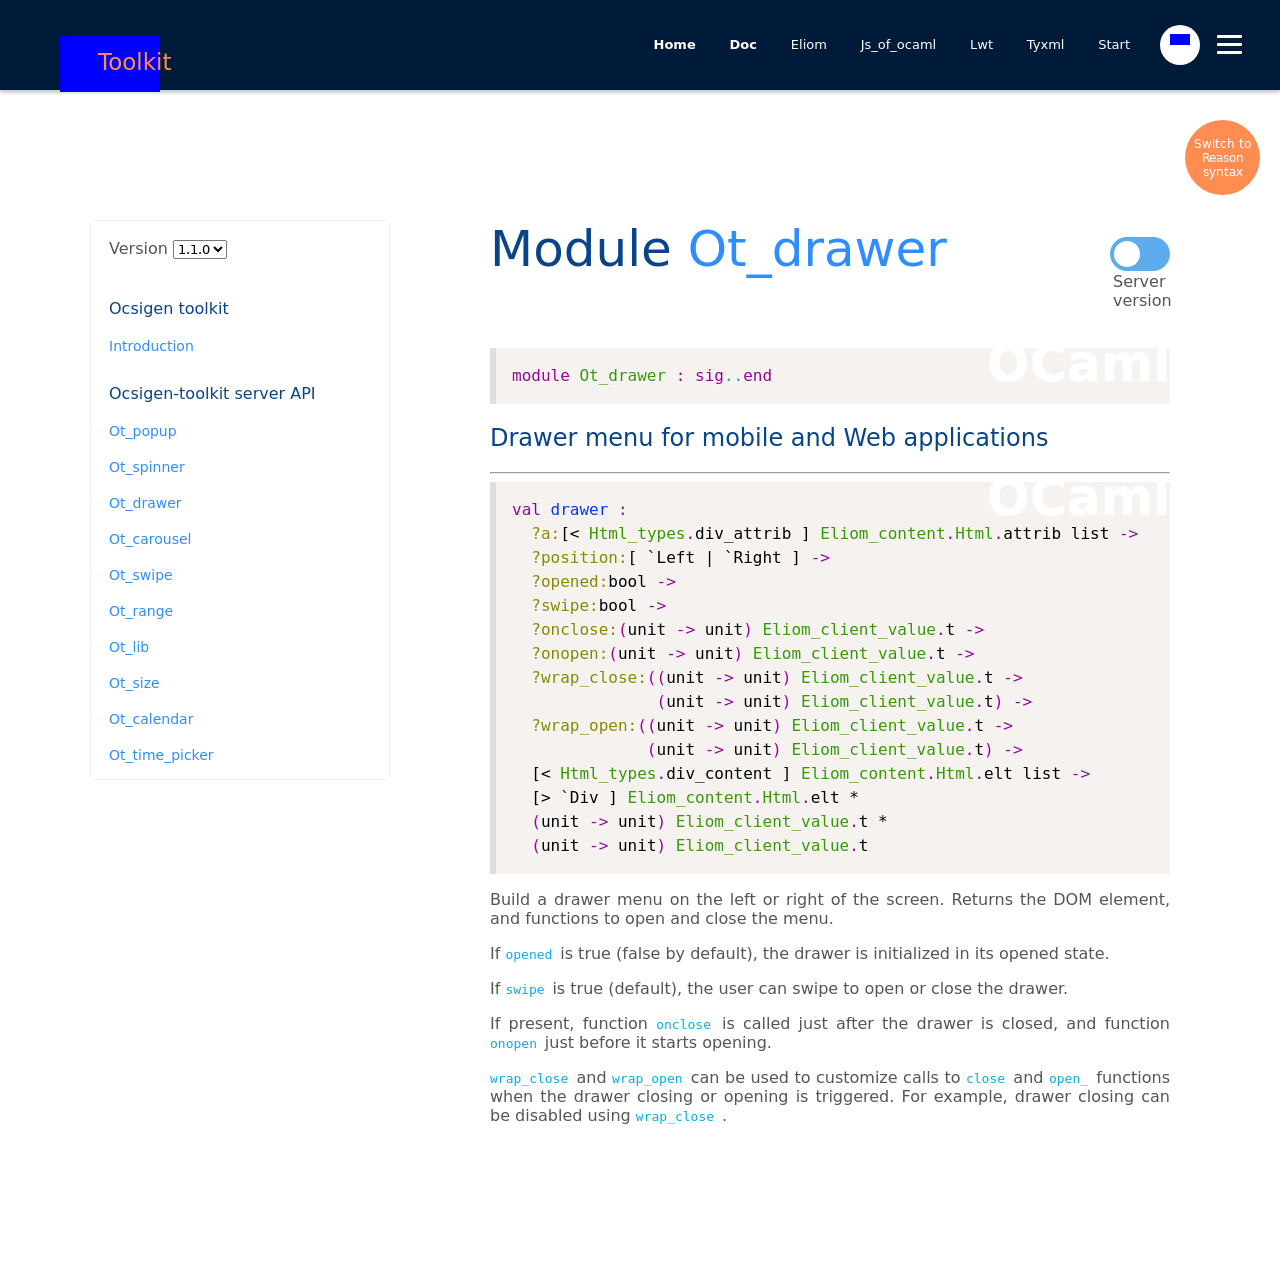 Toolkit
Home Doc Eliom Js_of_ocaml Lwt Tyxml Start
Switch to
Reason
syntax
Version 1.1.0
Ocsigen toolkit
Introduction
Ocsigen-toolkit server API
Ot_popup
Ot_spinner
Ot_drawer
Ot_carousel
Ot_swipe
Ot_range
Ot_lib
Ot_size
Ot_calendar
Ot_time_picker
Module Ot_drawer
Server
version
OCaml
module Ot_drawer : sig..end
Drawer menu for mobile and Web applications
OCaml
val drawer :
  ?a:[< Html_types.div_attrib ] Eliom_content.Html.attrib list ->
  ?position:[ `Left | `Right ] ->
  ?opened:bool ->
  ?swipe:bool ->
  ?onclose:(unit -> unit) Eliom_client_value.t ->
  ?onopen:(unit -> unit) Eliom_client_value.t ->
  ?wrap_close:((unit -> unit) Eliom_client_value.t ->
               (unit -> unit) Eliom_client_value.t) ->
  ?wrap_open:((unit -> unit) Eliom_client_value.t ->
              (unit -> unit) Eliom_client_value.t) ->
  [< Html_types.div_content ] Eliom_content.Html.elt list ->
  [> `Div ] Eliom_content.Html.elt *
  (unit -> unit) Eliom_client_value.t *
  (unit -> unit) Eliom_client_value.t
Build a drawer menu on the left or right of the screen. Returns the DOM element,
and functions to open and close the menu.
If opened is true (false by default), the drawer is initialized in its opened state.
If swipe is true (default), the user can swipe to open or close the drawer.
If present, function onclose is called just after the drawer is closed, and function
onopen just before it starts opening.
wrap_close and wrap_open can be used to customize calls to close and open_ functions
when the drawer closing or opening is triggered. For example, drawer closing can
be disabled using wrap_close .